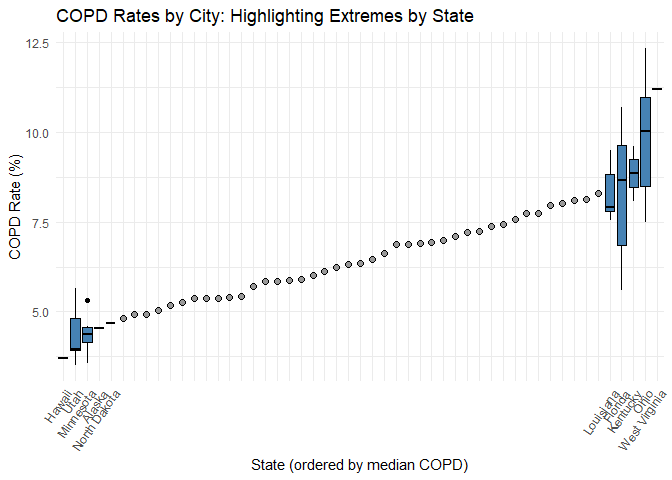 COPD Rates by City: Highlighting Extremes by State
COPD Rate (%)
12.5
10.0
7.5
5.0
Hawaii
Utah
Minnesota
Alaska
North Dakota
Louisiana
Florida
Kentucky
Ohio
West Virginia
State (ordered by median COPD)